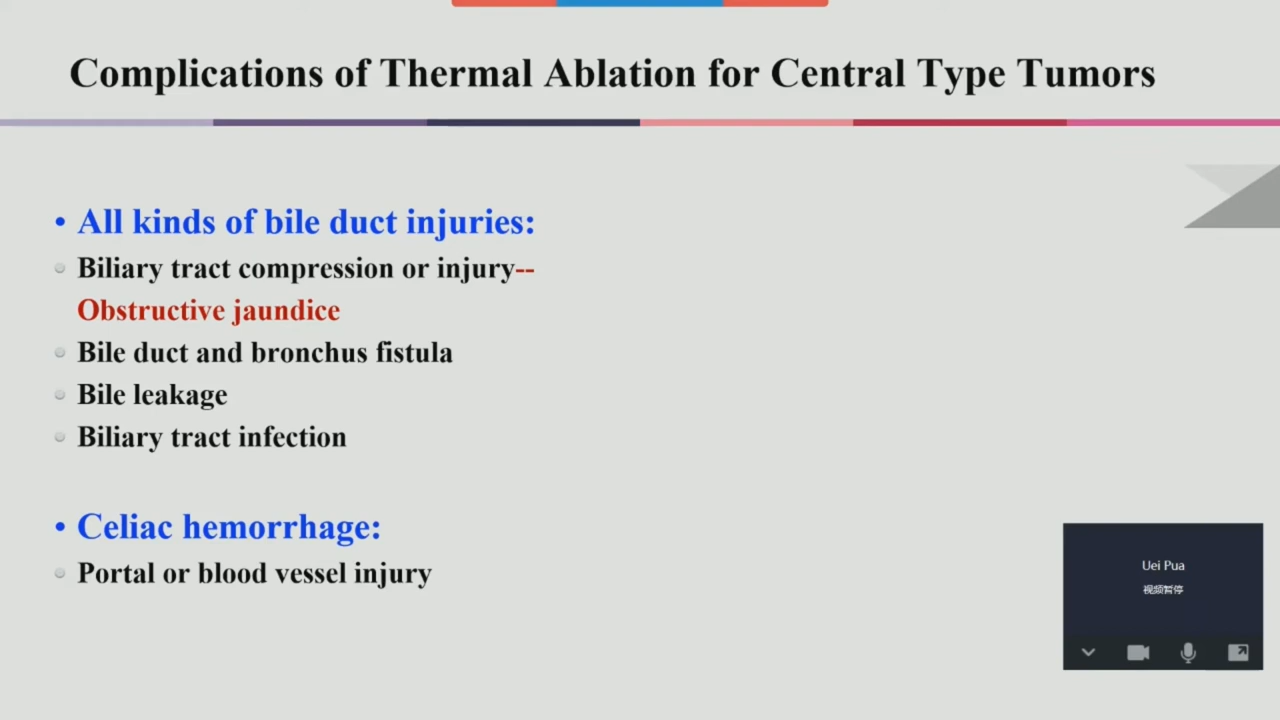 Complications of Thermal Ablation for Central Type Tumors
• All kinds of bile duct injuries:
Biliary tract compression or injury--
Obstructive jaundice
Bile duct and bronchus fistula
Bile leakage
Biliary tract infection
• Celiac hemorrhage:
Portal or blood vessel injury
Uei Pua
视频暂停